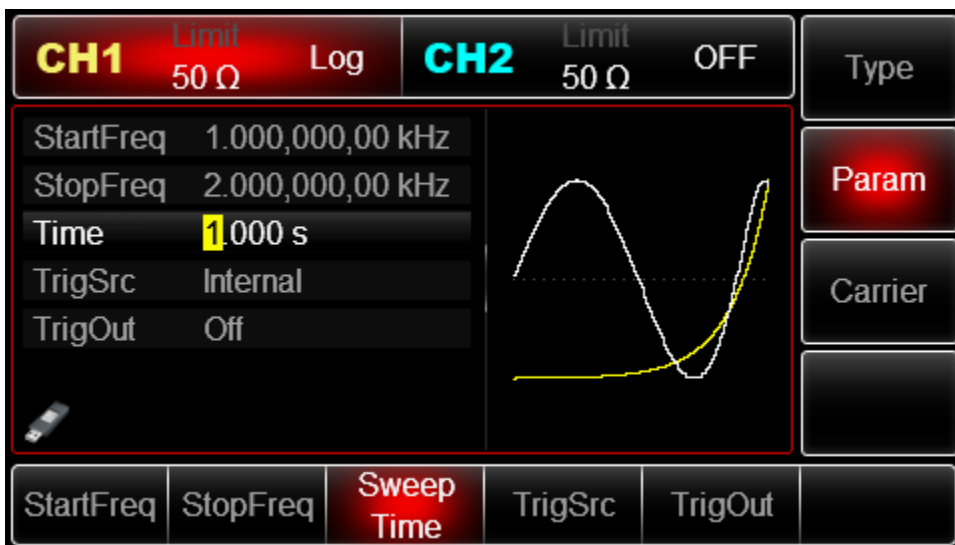 CH1 Limit 50 Ω Log
CH2 Limit 50 Ω OFF
Type
StartFreq 1.000,000,00 kHz
StopFreq 2.000,000,00 kHz
Time 1.000 s
TrigSrc Internal
TrigOut Off
Param
Carrier
StartFreq
StopFreq
Sweep
Time
TrigSrc
TrigOut